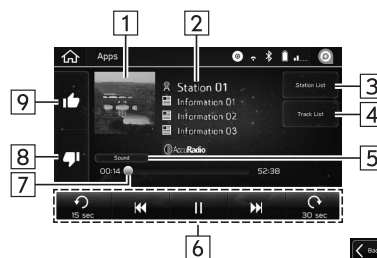 1
2
Apps
Station 01
Information 01
Information 02
Information 03
AccuRadio
Station List
3
Track List
4
9
8
Sound
5
7
00:14
52:38
15 sec
30 sec
6
Bac